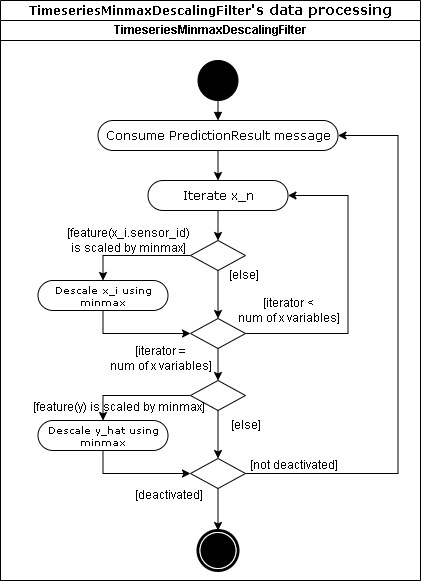 TimeseriesMinmaxDescalingFilter's data processing
TimeseriesMinmaxDescalingFilter
Consume PredictionResult message
Iterate x_n
[feature(x_i.sensor_id)
is scaled by minmax]
[else]
Descale x_i using
minmax
[iterator <
num of x variables]
[iterator =
num of x variables]
[feature(y) is scaled by minmax]
[else]
Descale y_hat using
minmax
[not deactivated]
[deactivated]